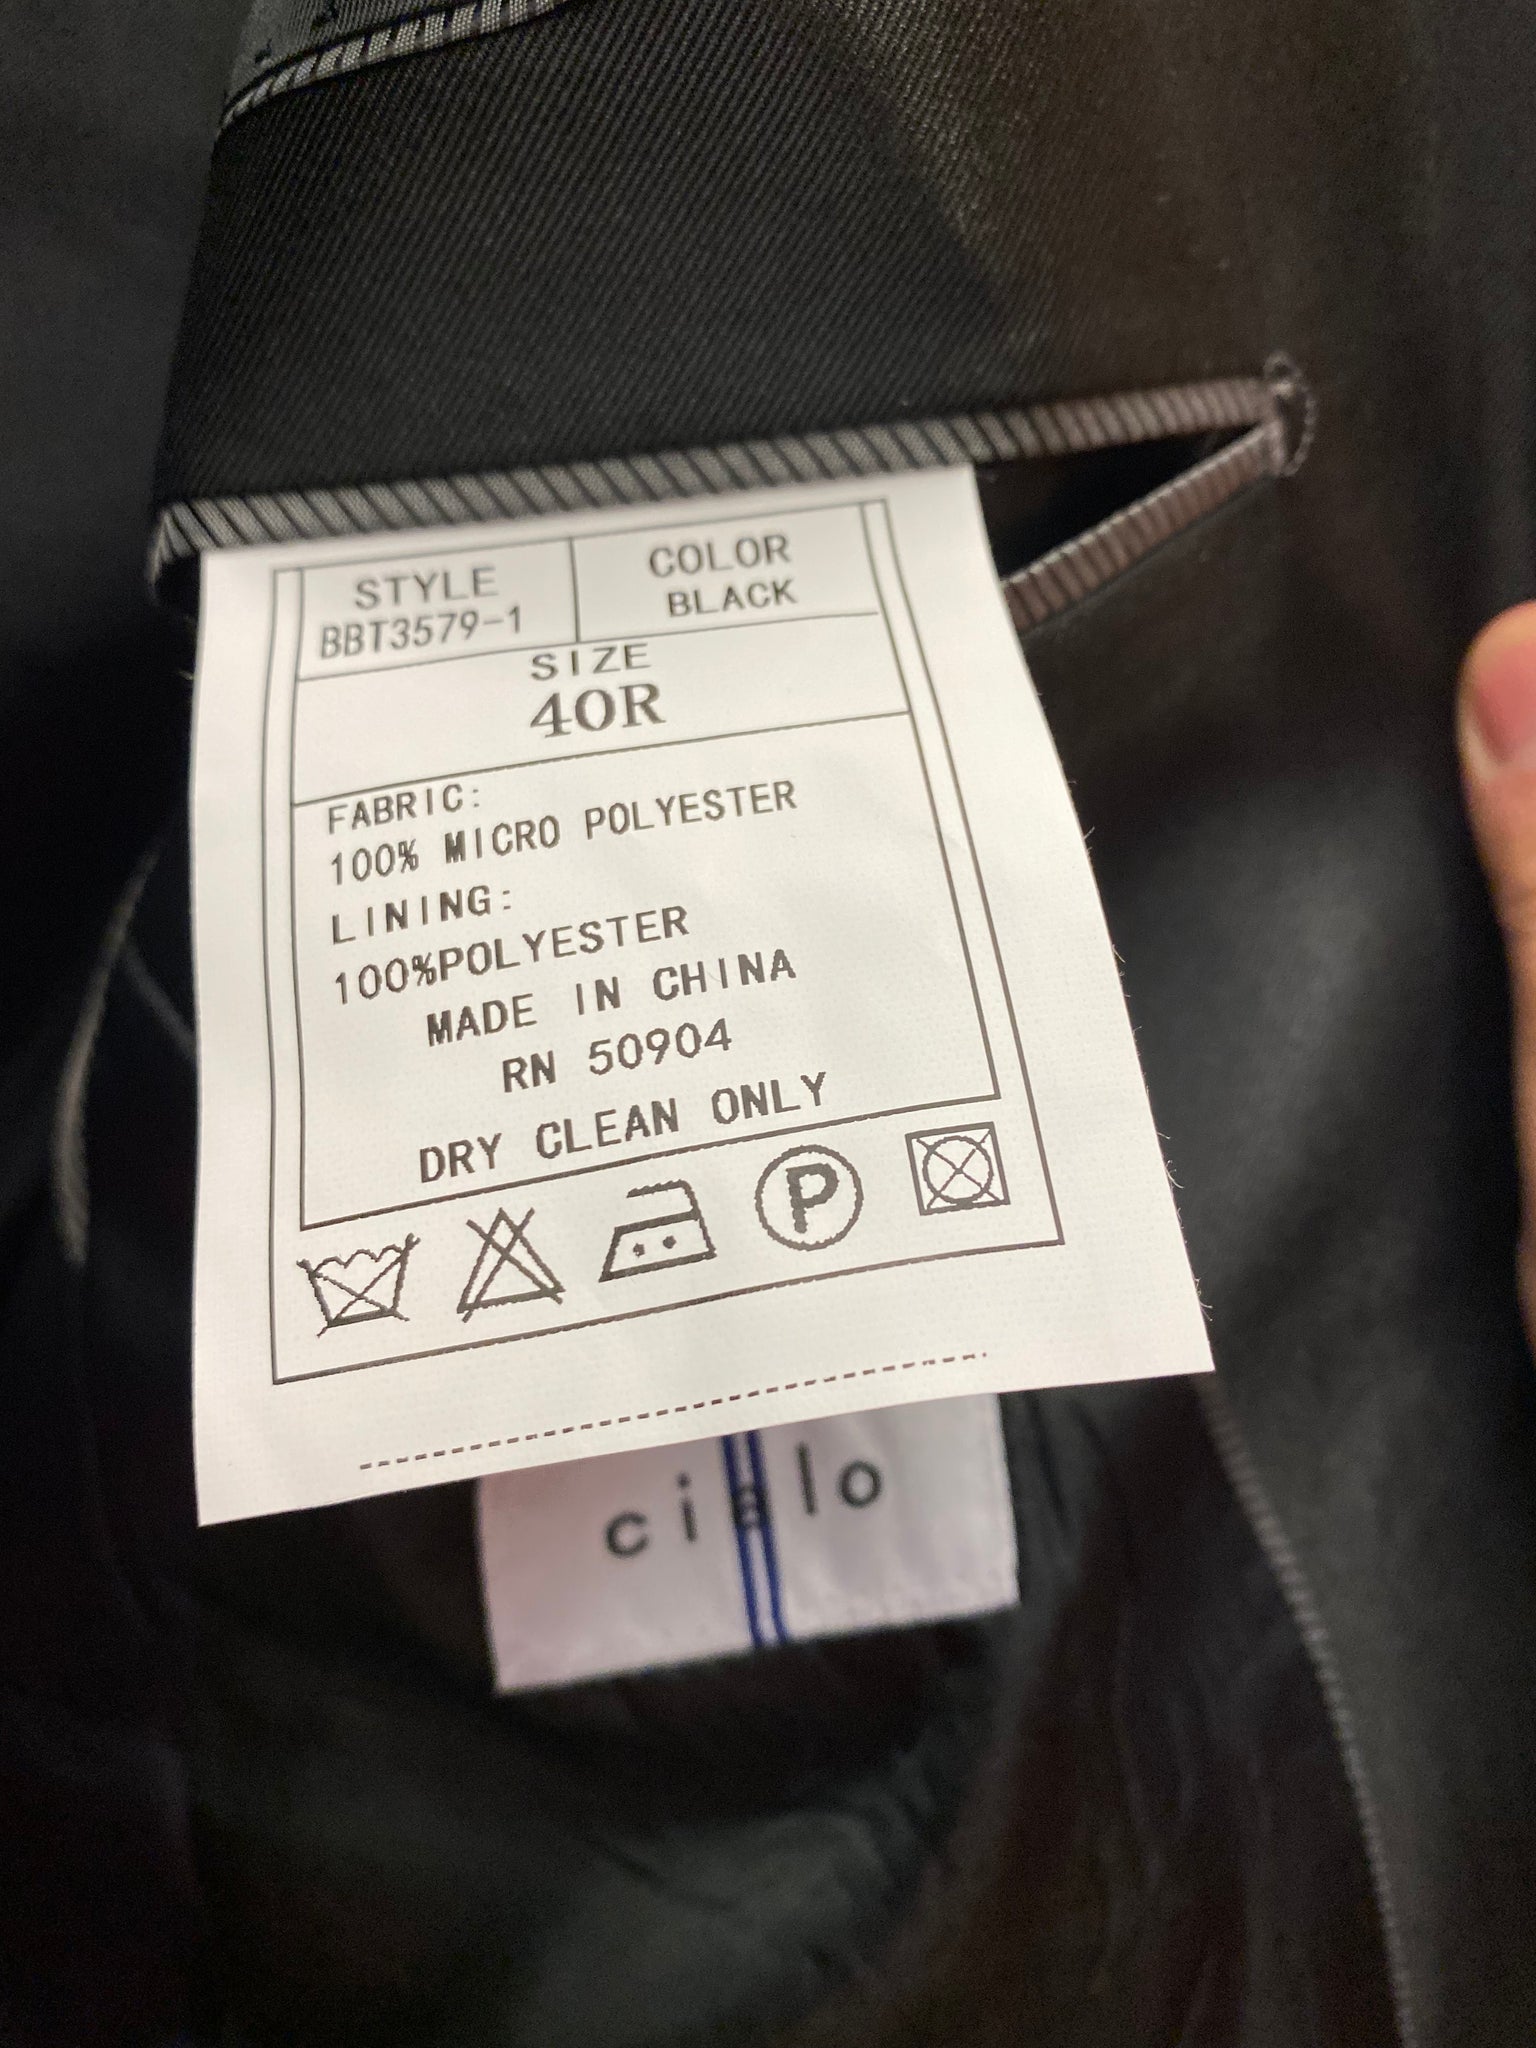 STYLE
BBT3579-1
COLOR
BLACK
SIZE
40R
FABRIC:
100% MICRO POLYESTER
LINING:
100%POLYESTER
MADE IN CHINA
RN 50904
DRY CLEAN ONLY
P
cielo